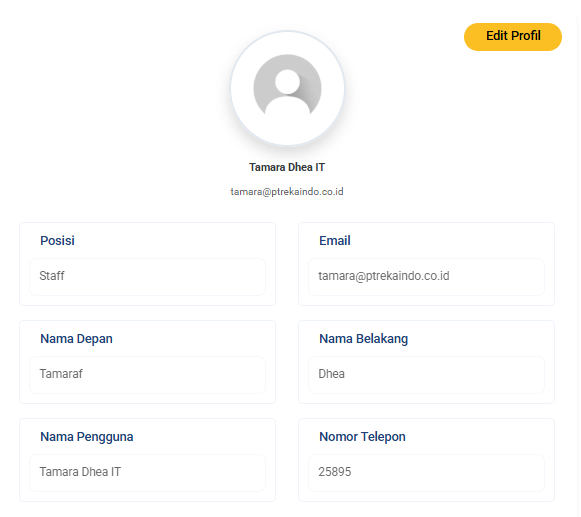 Edit Profil
Tamara Dhea IT
tamara@ptrekaindo.co.id
Posisi
Email
Staff
tamara@ptrekaindo.co.id
Nama Depan
Nama Belakang
Tamaraf
Dhea
Nama Pengguna
Nomor Telepon
Tamara Dhea IT
25895